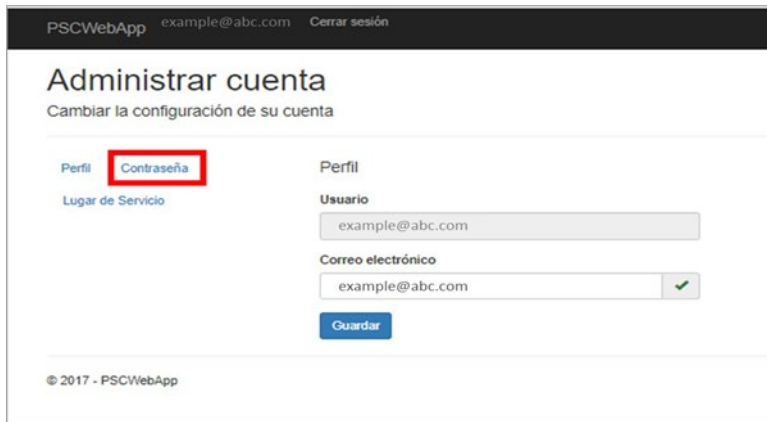 PSCWebApp example@abc.com Cerrar sesión
Administrar cuenta
Cambiar la configuración de su cuenta
Perfil Contraseña
Lugar de Servicio
Perfil
Usuario
example@abc.com
Correo electrónico
example@abc.com
Guardar
© 2017 - PSCWebApp